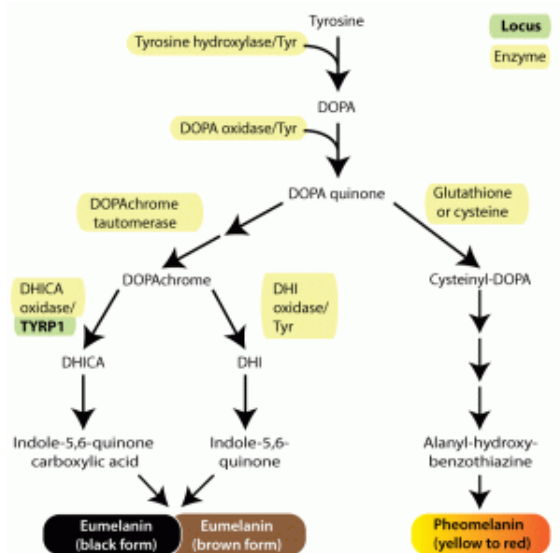 Tyrosine
Locus
Tyrosine hydroxylase/Tyr
Enzyme
DOPA
DOPA oxidase/Tyr
DOPA quinone
DOPAchrome
tautomerase
Glutathione
or cysteine
DOPAchrome
Cysteinyl-DOPA
DHICA
oxidase/
TYRP1
DHI
oxidase/
Tyr
DHICA
DHI
Indole-5,6-quinone
carboxylic acid
Indole-5,6-
quinone
Alanyl-hydroxy-
benzothiazine
Eumelanin
(black form)
Eumelanin
(brown form)
Pheomelanin
(yellow to red)